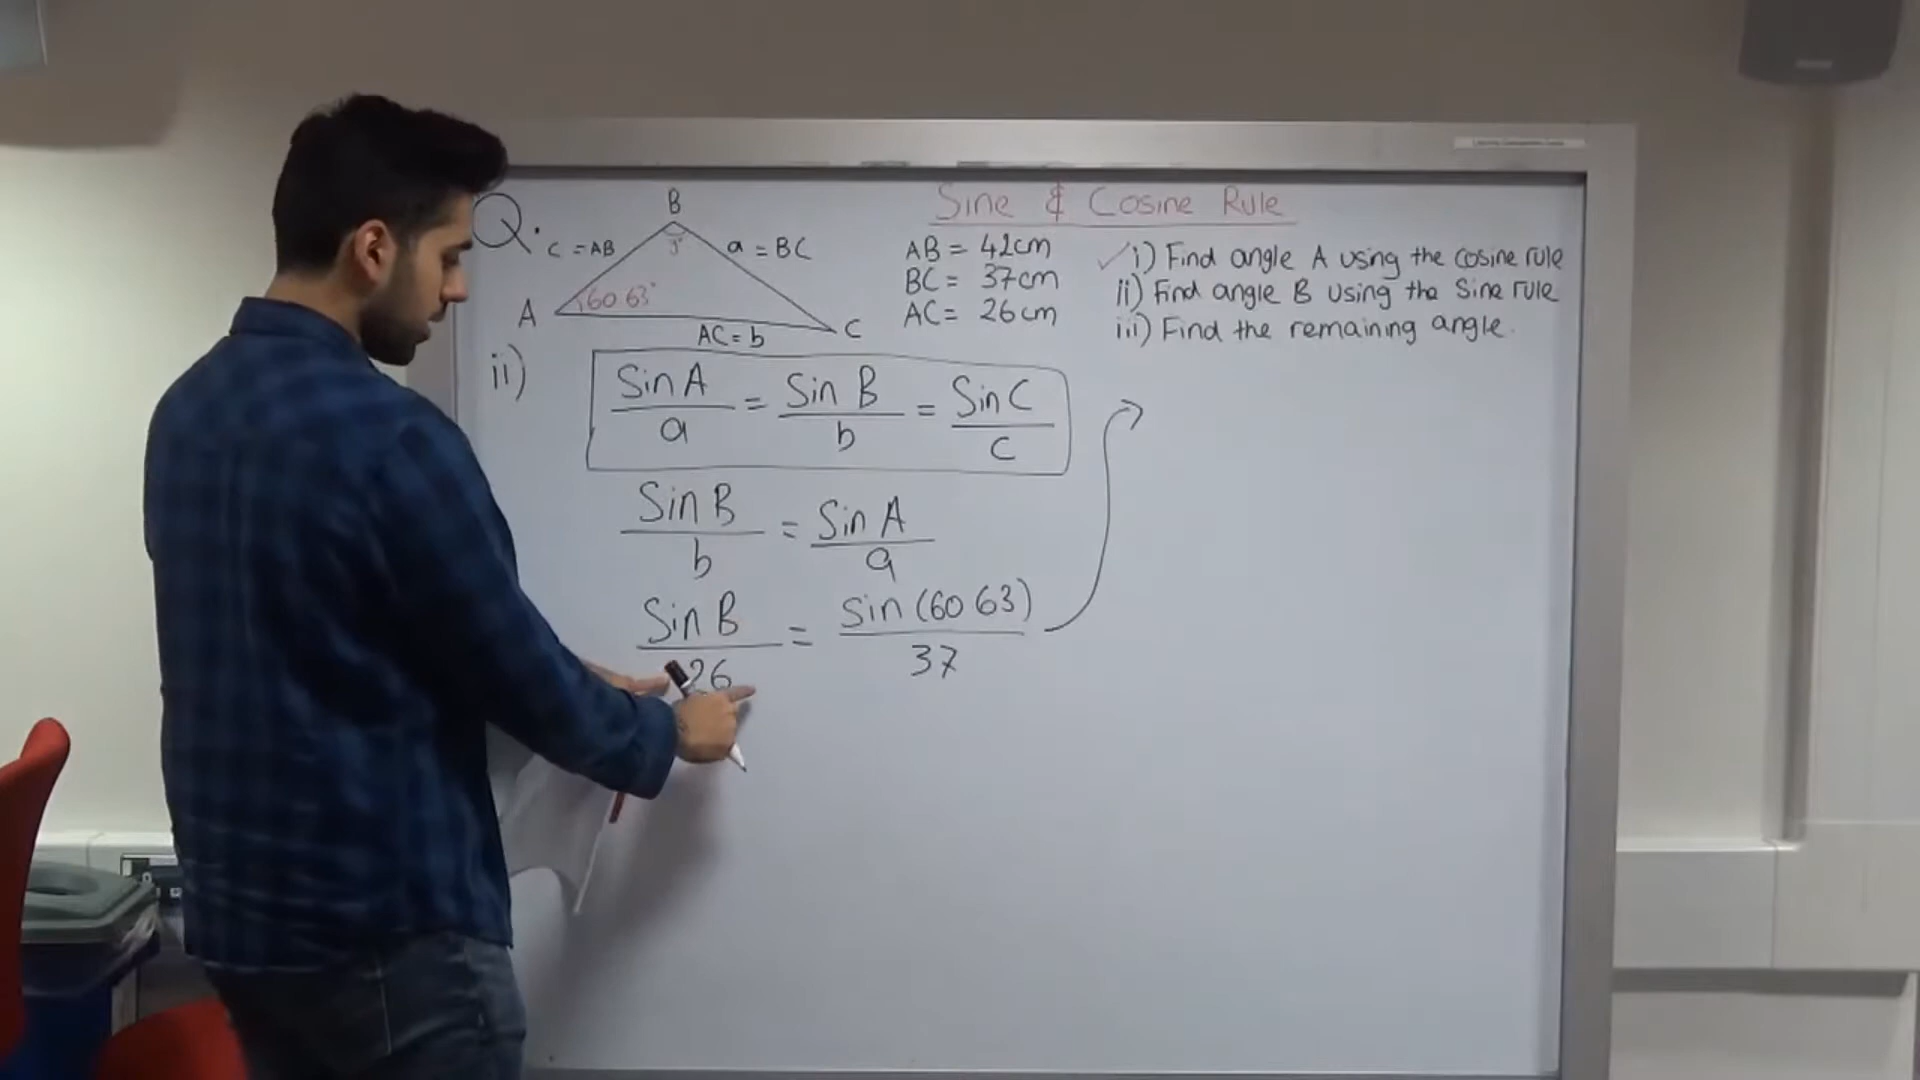 Sine & Cosine Rule
Q.
B
c = AB
a = BC
A
60.63°
C
AC = b
AB = 42cm
BC = 37cm
AC = 26cm
✓ i) Find angle A using the cosine rule
ii) Find angle B using the Sine rule
iii) Find the remaining angle.
ii)
Sin A / a = Sin B / b = Sin C / c
Sin B / b = Sin A / a
Sin B / 26 = Sin (60.63) / 37